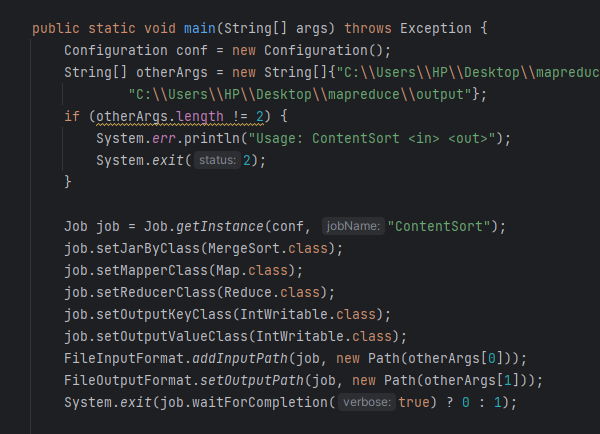 public static void main(String[] args) throws Exception {
Configuration conf = new Configuration();
String[] otherArgs = new String[]{"C:\\Users\\HP\\Desktop\\mapreduc
"C:\\Users\\HP\\Desktop\\mapreduce\\output"};
if (otherArgs.length != 2) {
System.err.println("Usage: ContentSort <in> <out>");
System.exit( status: 2);
}
Job job = Job.getInstance(conf, jobName: "ContentSort");
job.setJarByClass(MergeSort.class);
job.setMapperClass(Map.class);
job.setReducerClass(Reduce.class);
job.setOutputKeyClass(IntWritable.class);
job.setOutputValueClass(IntWritable.class);
FileInputFormat.addInputPath(job, new Path(otherArgs[0]));
FileOutputFormat.setOutputPath(job, new Path(otherArgs[1]));
System.exit(job.waitForCompletion( verbose: true) ? 0 : 1);